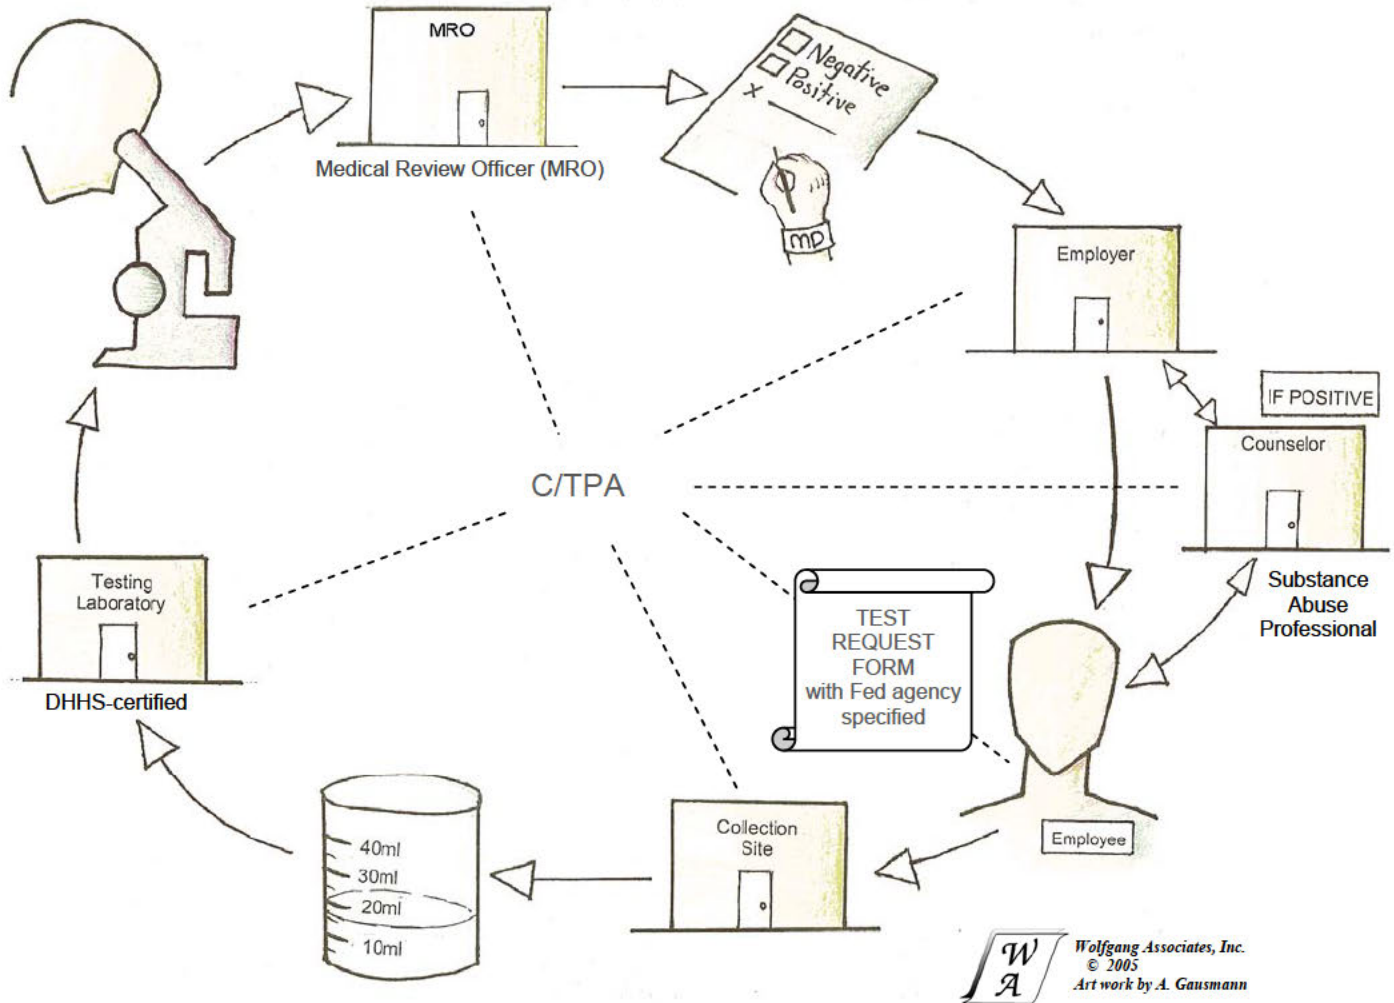 MRO
Medical Review Officer (MRO)
Negative
Positive
x
MD
Employer
IF POSITIVE
Counselor
Substance
Abuse
Professional
C/TPA
Testing
Laboratory
DHHS-certified
TEST
REQUEST
FORM
with Fed agency
specified
Employee
Collection
Site
40ml
30ml
20ml
10ml
W
A
Wolfgang Associates, Inc.
© 2005
Art work by A. Gausmann